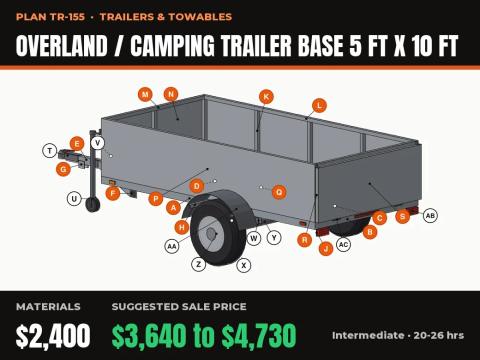 PLAN TR-155 · TRAILERS & TOWABLES
OVERLAND / CAMPING TRAILER BASE 5 FT X 10 FT
M N K L
T E V G
U F P D A Q
H AA Z X W Y
R J AC B C S AB
MATERIALS SUGGESTED SALE PRICE
$2,400 $3,640 to $4,730 Intermediate · 20-26 hrs